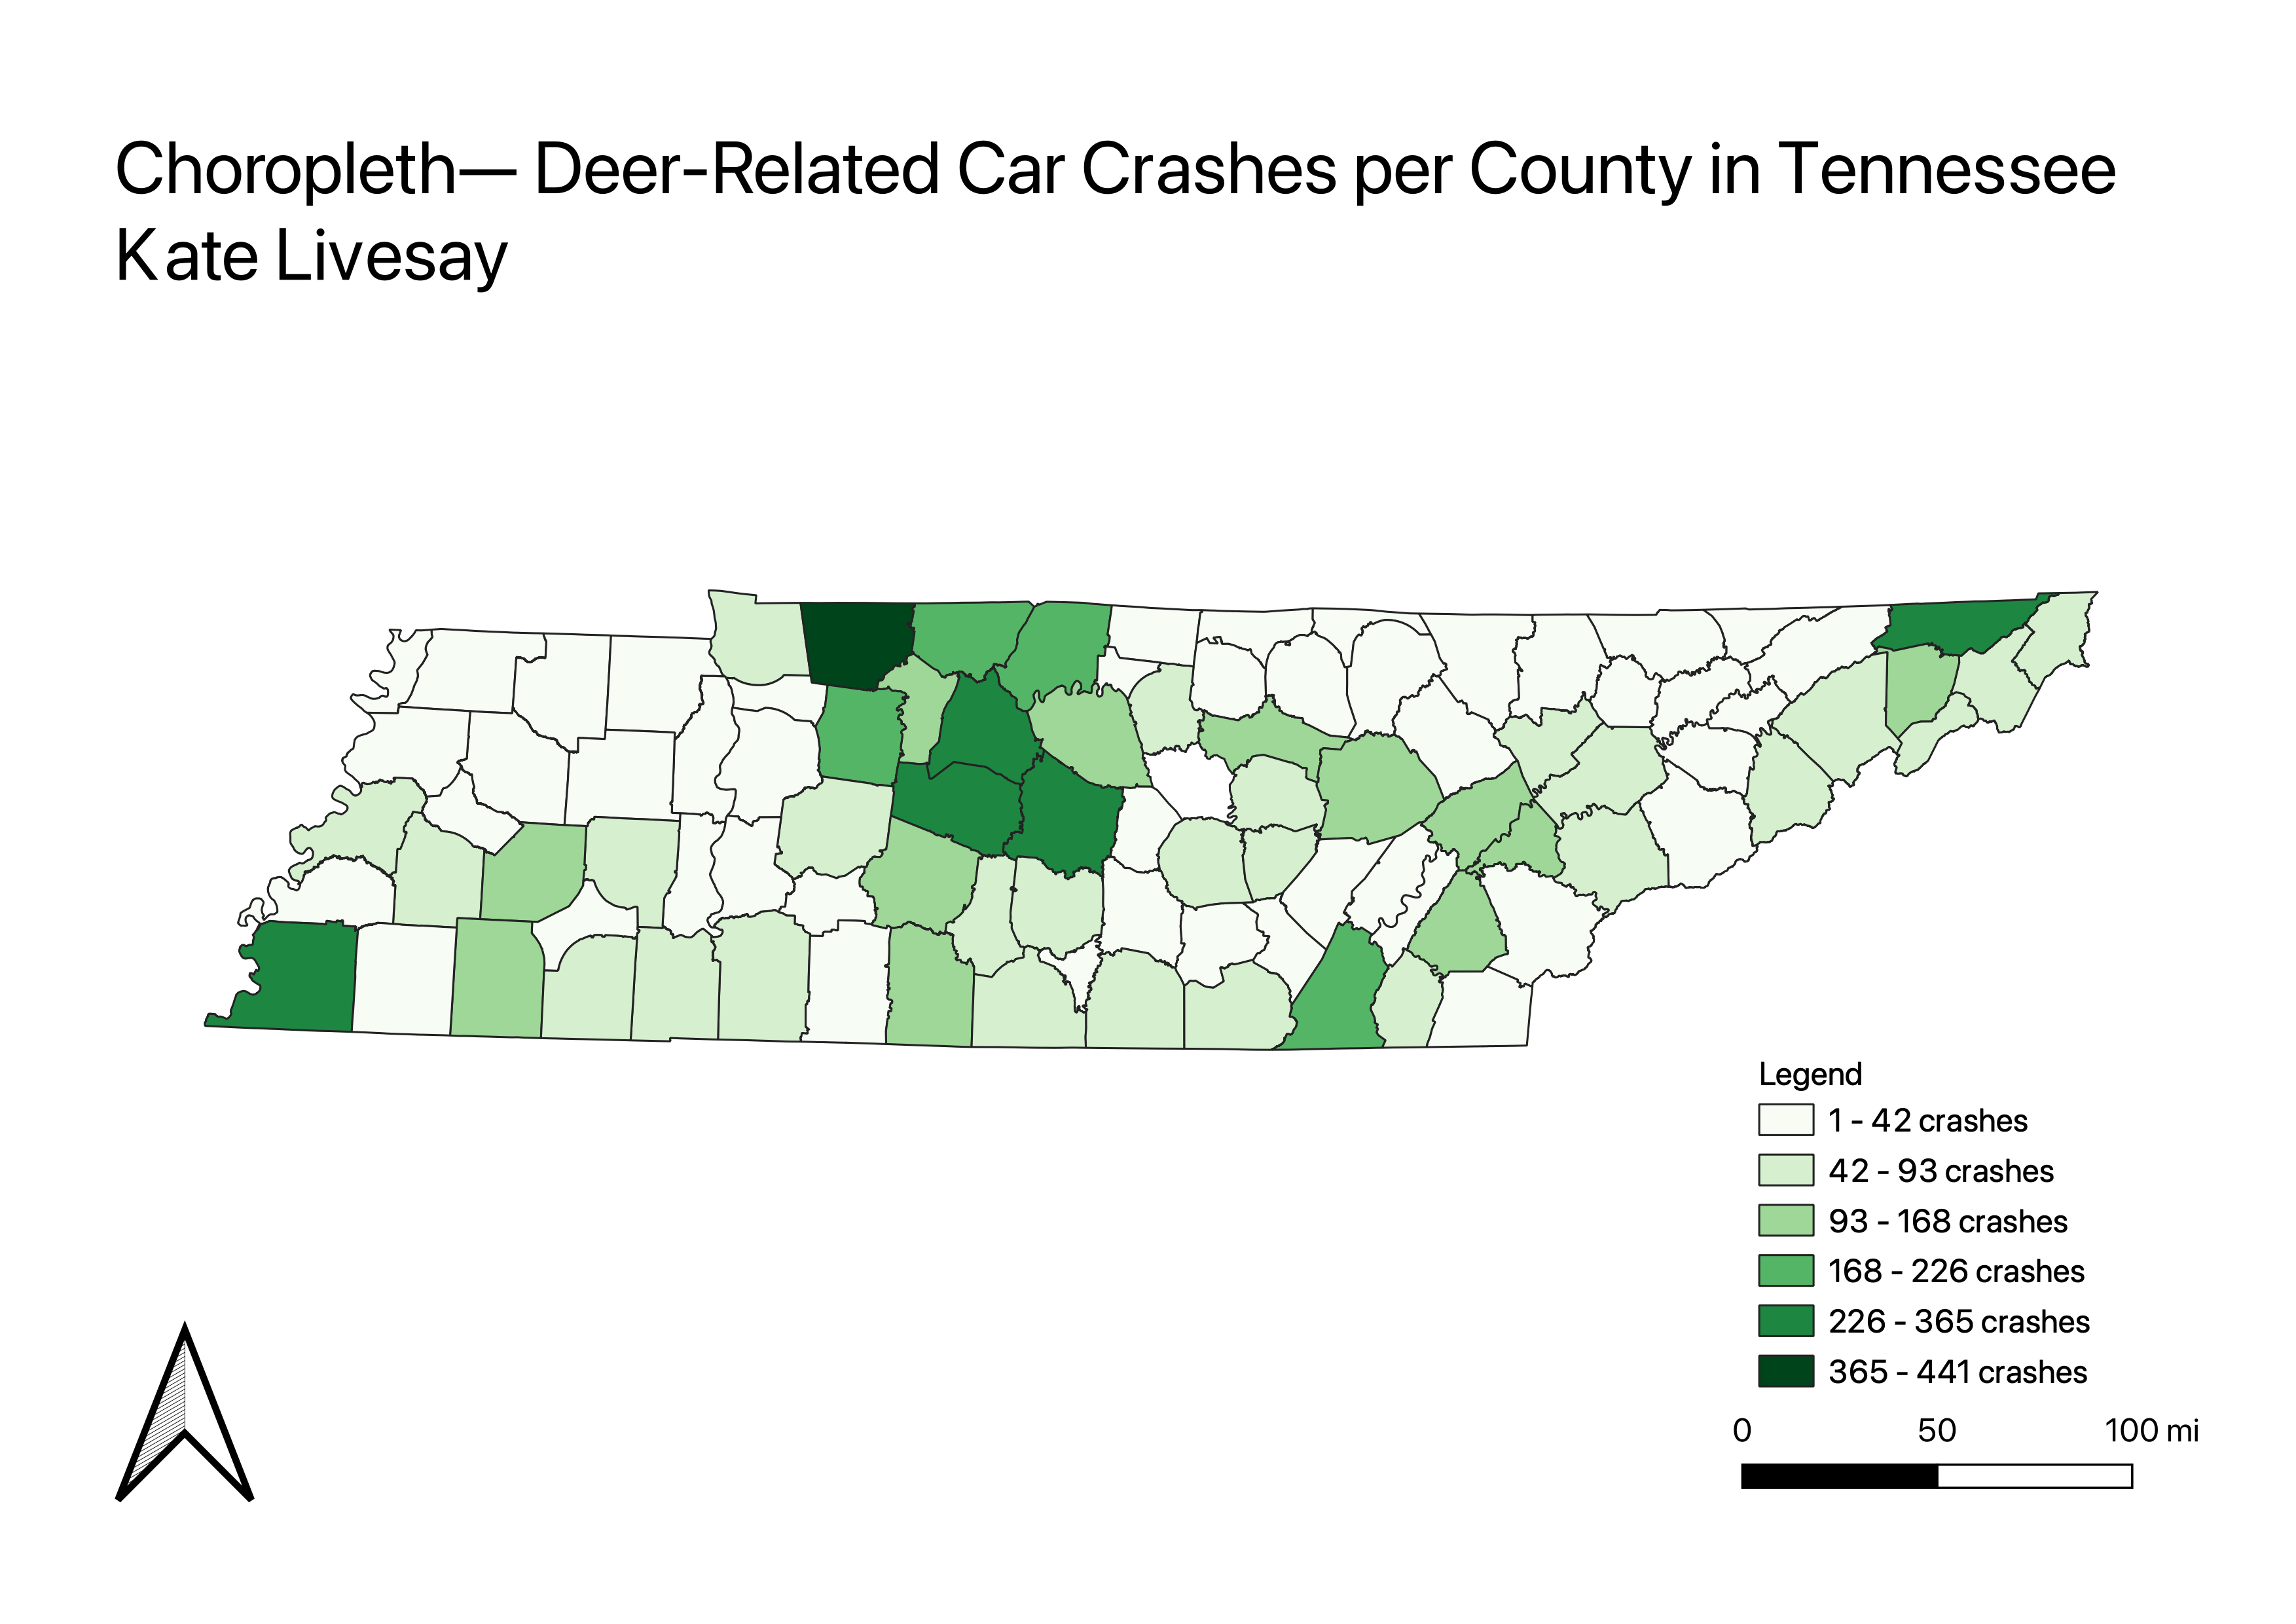 Choropleth— Deer-Related Car Crashes per County in Tennessee
Kate Livesay
Legend
1 - 42 crashes
42 - 93 crashes
93 - 168 crashes
168 - 226 crashes
226 - 365 crashes
365 - 441 crashes
0 50 100 mi